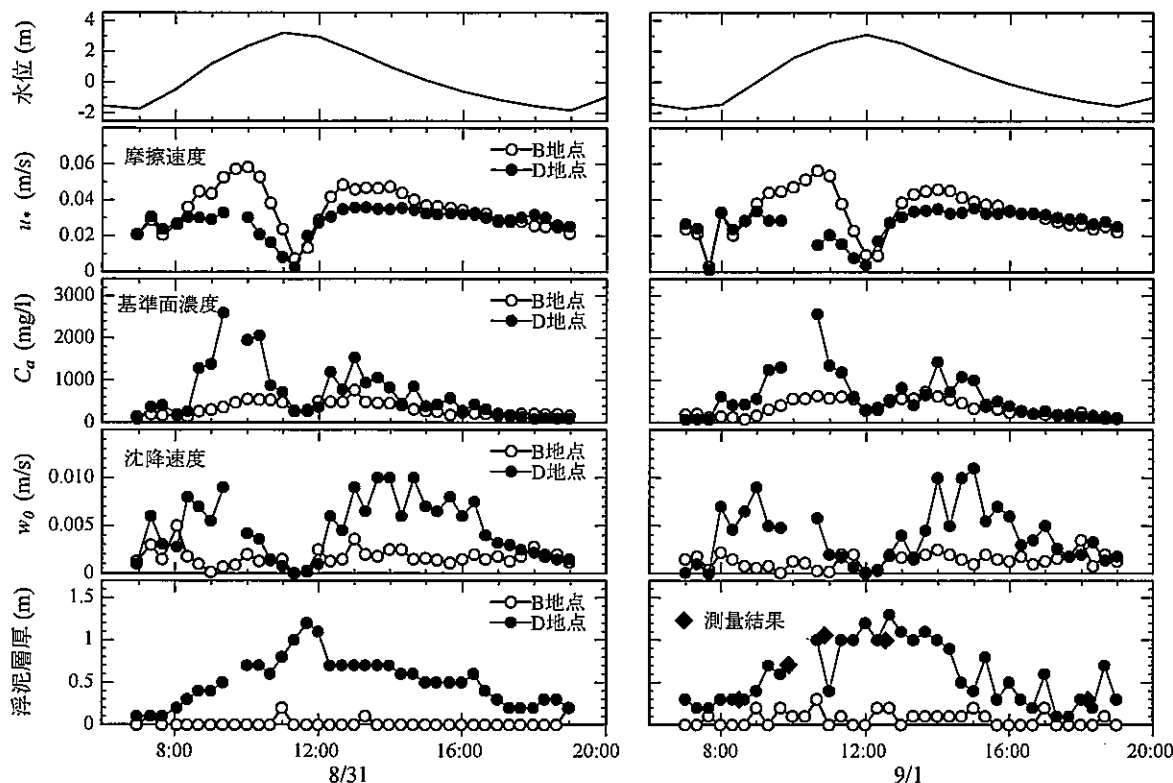 水位 (m)
4
2
0
-2
摩擦速度
B地点
D地点
u* (m/s)
0.06
0.04
0.02
0
基準面濃度
B地点
D地点
Ca (mg/l)
3000
2000
1000
0
沈降速度
B地点
D地点
w0 (m/s)
0.010
0.005
0
B地点
D地点
測量結果
浮泥層厚 (m)
1.5
1
0.5
0
8:00
12:00
16:00
20:00
8:00
12:00
16:00
20:00
8/31
9/1